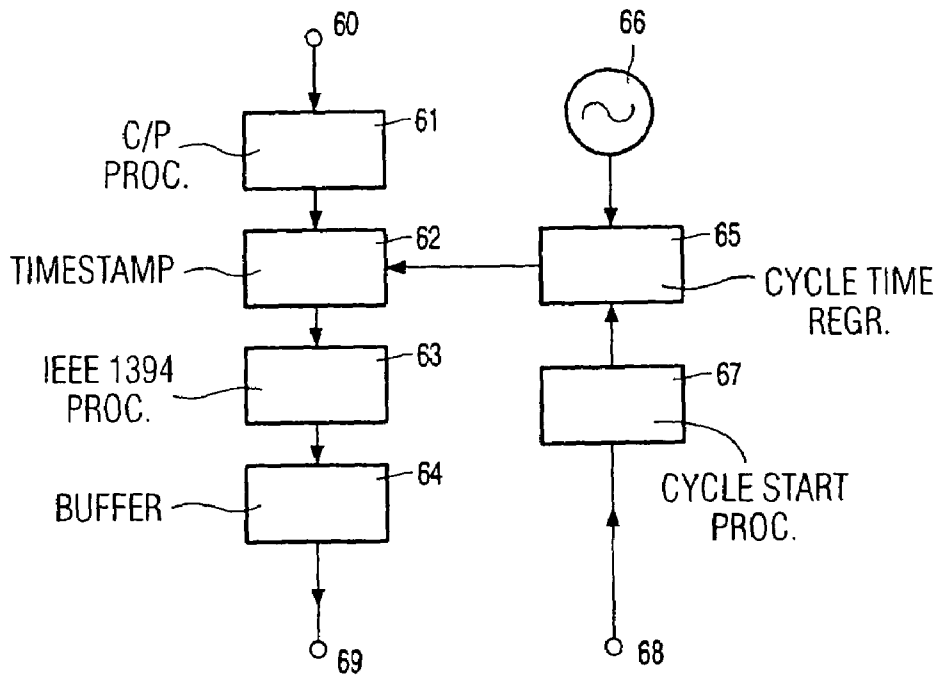 60
66
61
C/P
PROC.
62
65
TIMESTAMP
CYCLE TIME
REGR.
63
IEEE 1394
PROC.
67
64
BUFFER
CYCLE START
PROC.
69
68